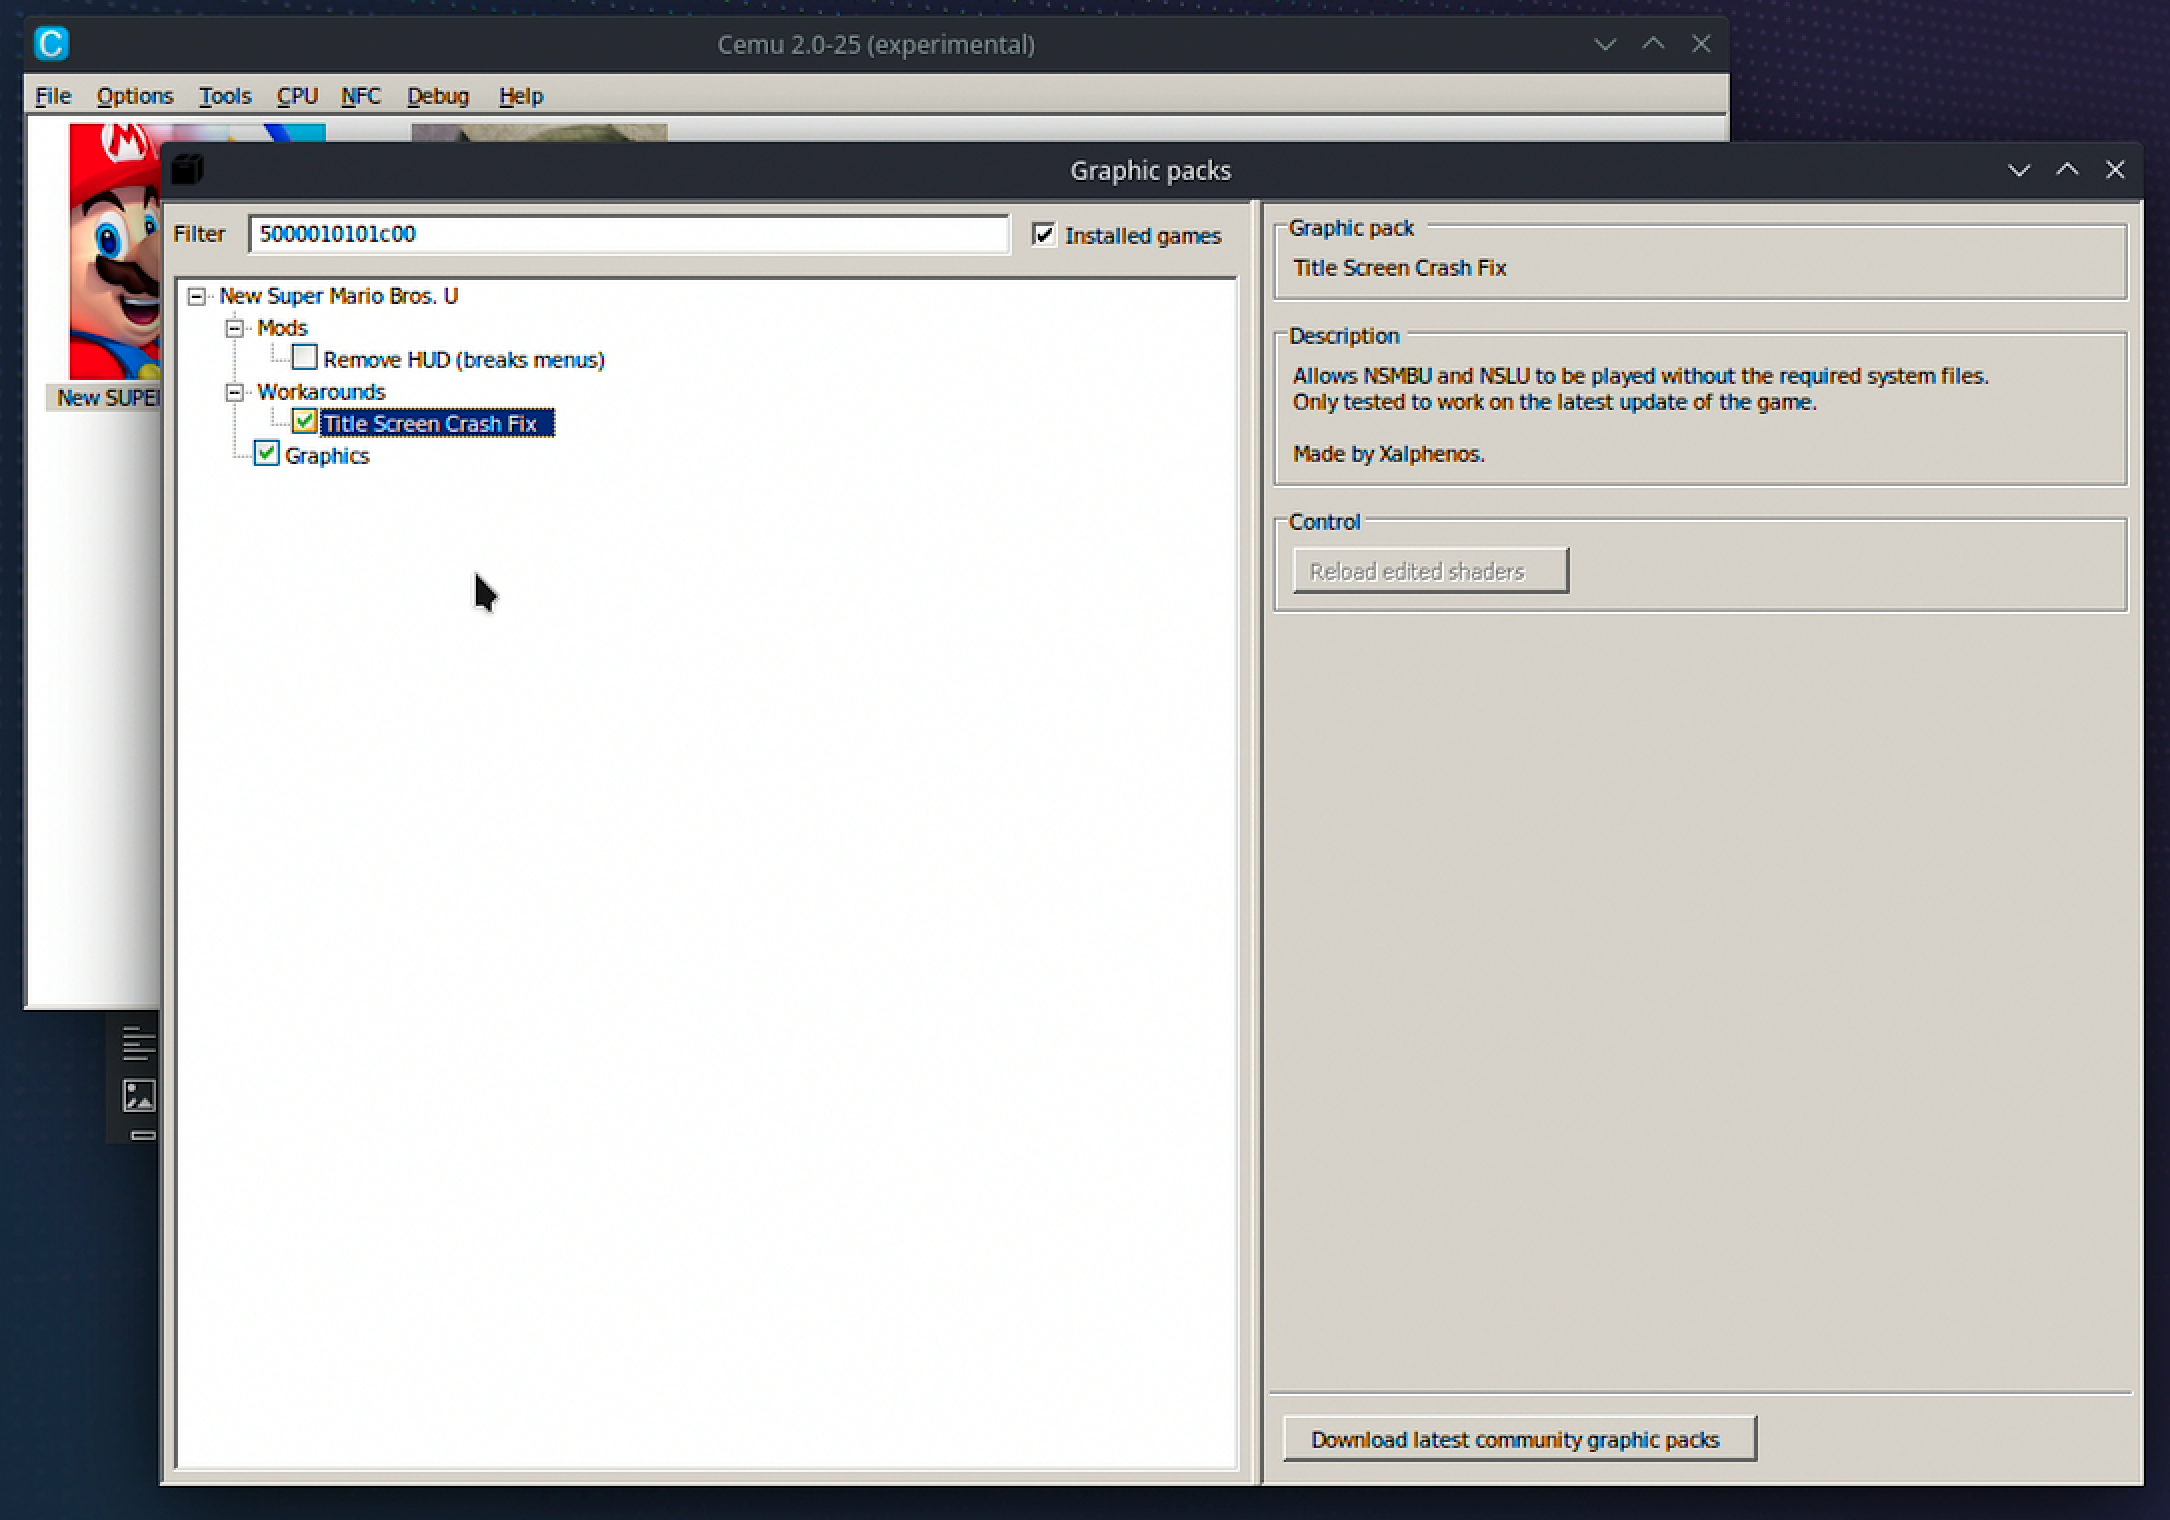 Cemu 2.0-25 (experimental)
File Options Tools CPU NFC Debug Help
M
New SUPE
Graphic packs
Filter 5000010101c00 Installed games
New Super Mario Bros. U
Mods
Remove HUD (breaks menus)
Workarounds
Title Screen Crash Fix
Graphics
Graphic pack
Title Screen Crash Fix
Description
Allows NSMBU and NSLU to be played without the required system files.
Only tested to work on the latest update of the game.
Made by Xalphenos.
Control
Reload edited shaders
Download latest community graphic packs